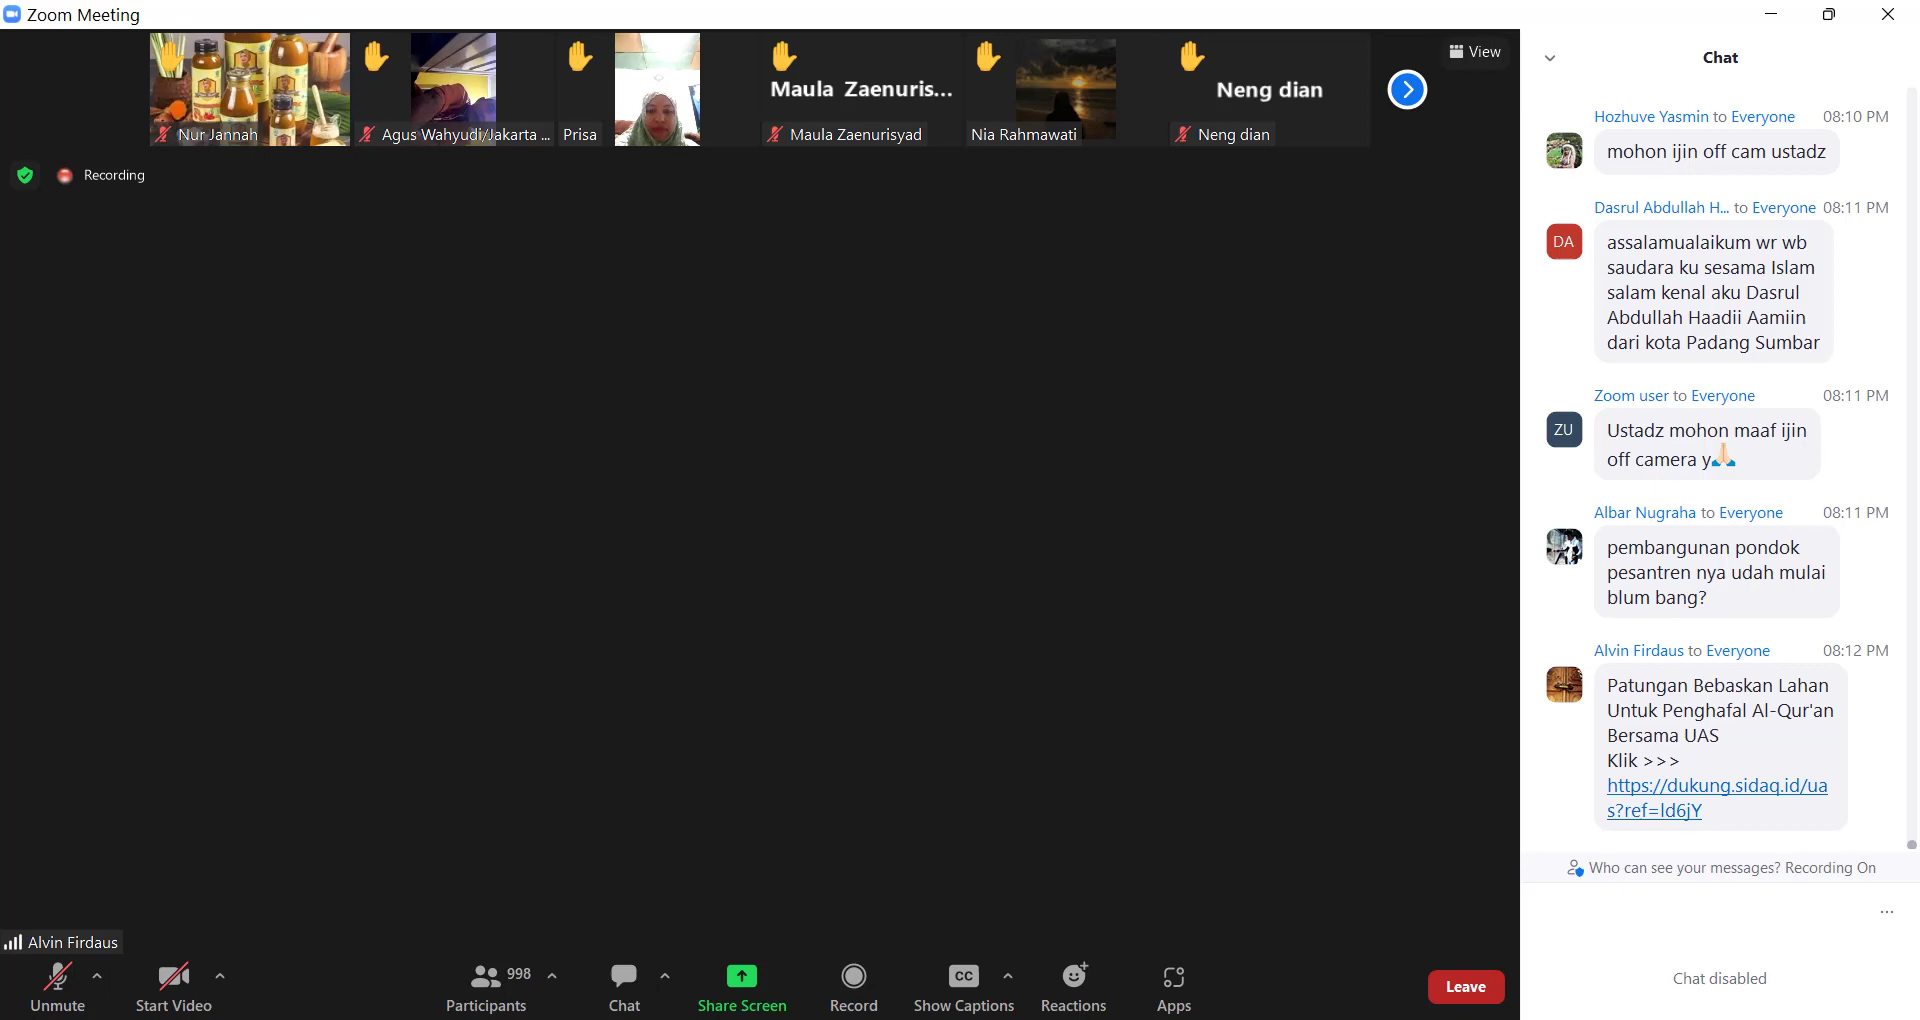 Zoom Meeting
Nur Jannah
Agus Wahyudi/Jakarta ...
Prisa
Maula Zaenuris...
Maula Zaenurisyad
Nia Rahmawati
Neng dian
Neng dian
View
Recording
Chat
Hozhuve Yasmin to Everyone 08:10 PM
mohon ijin off cam ustadz
Dasrul Abdullah H... to Everyone 08:11 PM
DA
assalamualaikum wr wb
saudara ku sesama Islam
salam kenal aku Dasrul
Abdullah Haadii Aamiin
dari kota Padang Sumbar
Zoom user to Everyone 08:11 PM
ZU
Ustadz mohon maaf ijin
off camera y🙏🏻
Albar Nugraha to Everyone 08:11 PM
pembangunan pondok
pesantren nya udah mulai
blum bang?
Alvin Firdaus to Everyone 08:12 PM
Patungan Bebaskan Lahan
Untuk Penghafal Al-Qur'an
Bersama UAS
Klik >>>
https://dukung.sidaq.id/ua
s?ref=ld6jY
Who can see your messages? Recording On
...
Chat disabled
Alvin Firdaus
Unmute
Start Video
998
Participants
Chat
Share Screen
Record
CC
Show Captions
Reactions
Apps
Leave